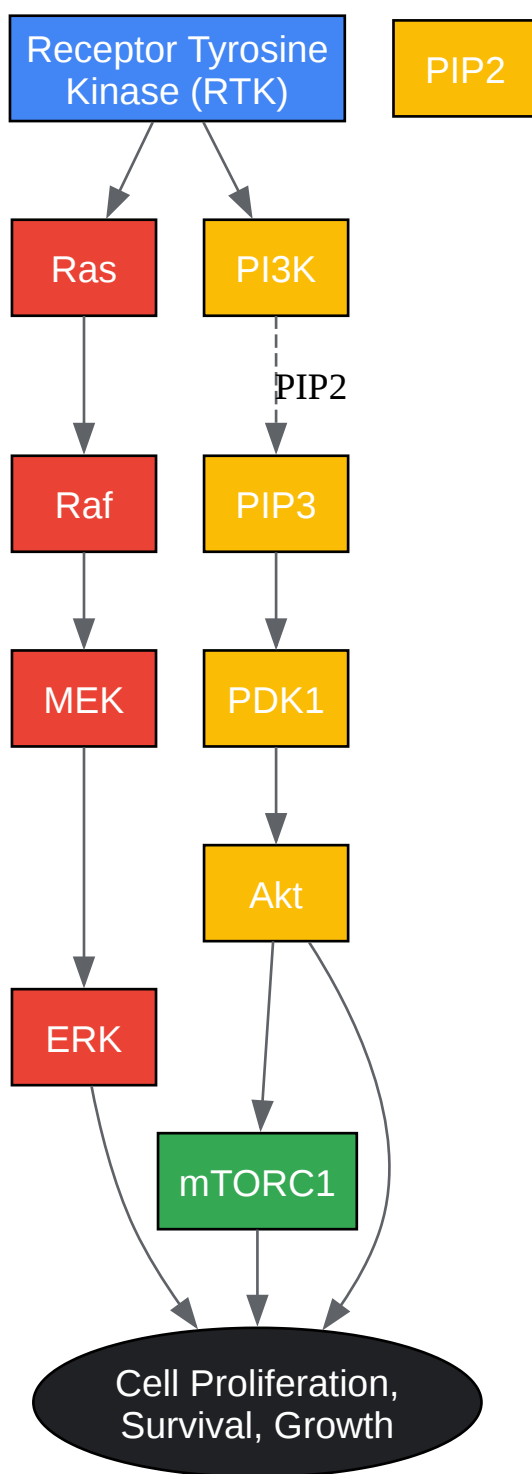 Receptor Tyrosine
Kinase (RTK)
PIP2
Ras
PI3K
PIP2
Raf
PIP3
MEK
PDK1
Akt
ERK
mTORC1
Cell Proliferation,
Survival, Growth